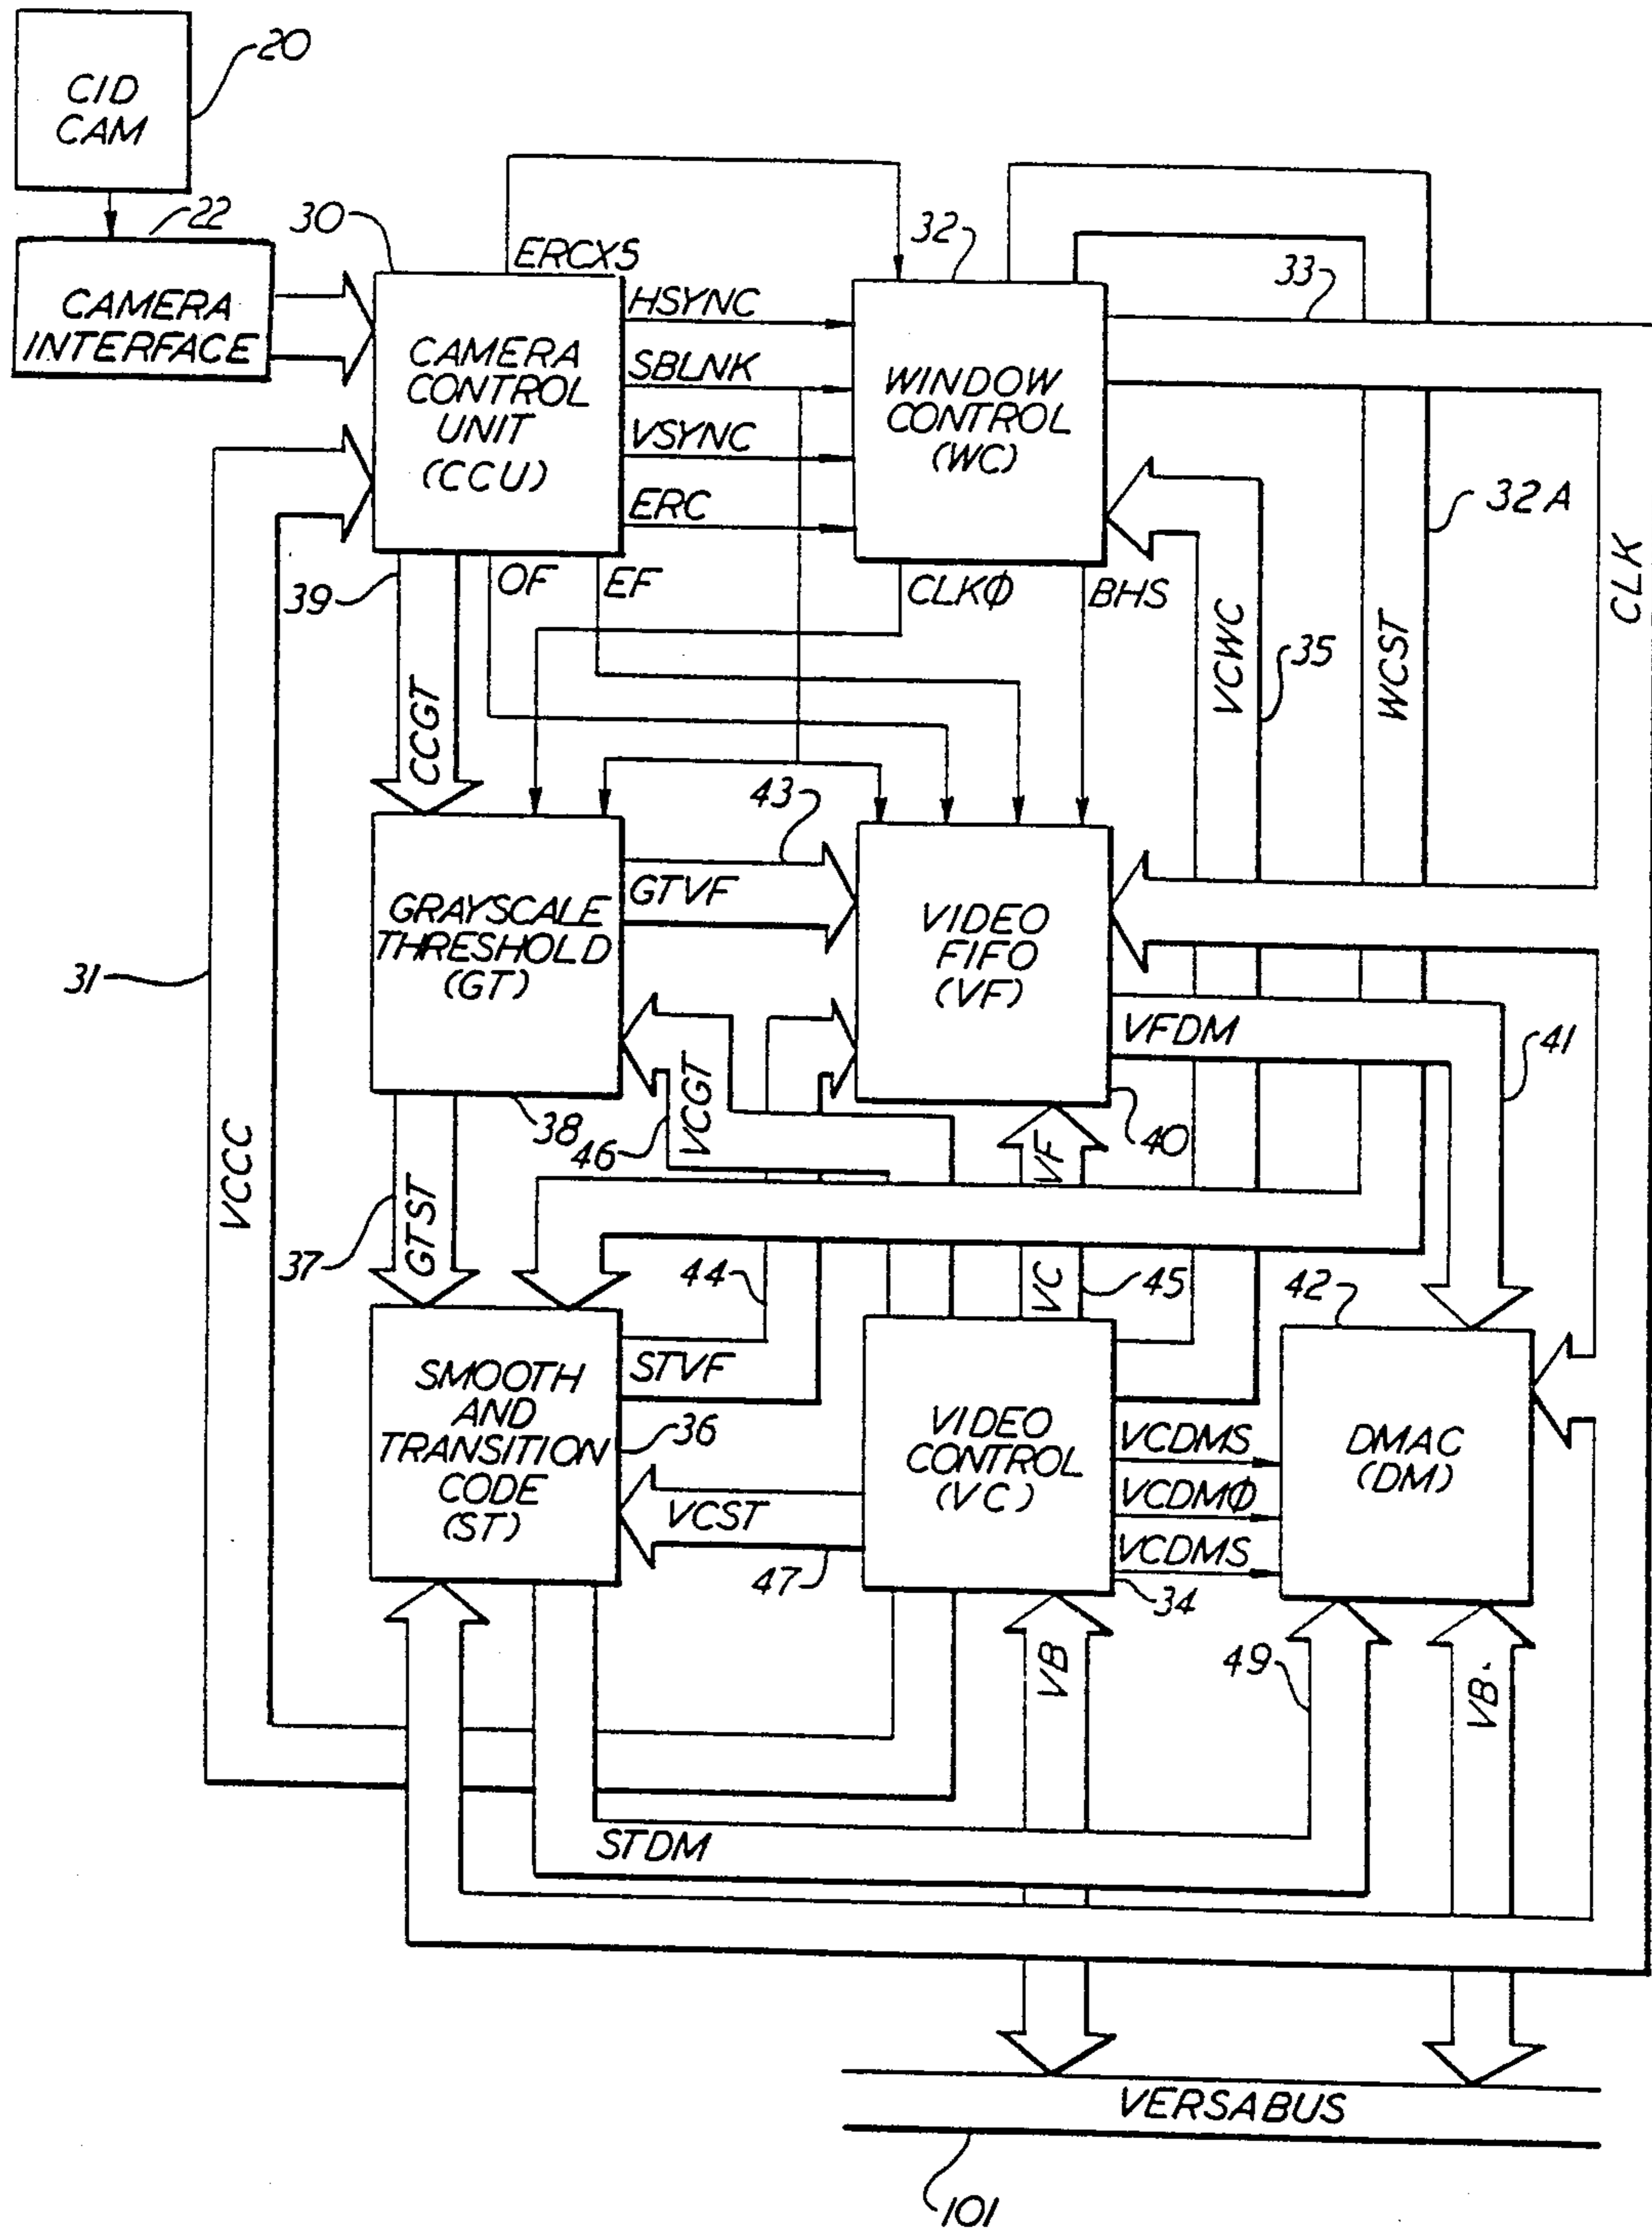 CID
CAM
20
22
CAMERA
INTERFACE
30
ERCX5
CAMERA
CONTROL
UNIT
(CCU)
HSYNC
SBLNK
VSYNC
ERC
32
WINDOW
CONTROL
(WC)
33
32A
CLK
39
OF
EF
CLKϕ
BHS
VCWC
35
WCST
CCGT
43
GRAYSCALE
THRESHOLD
(GT)
GTVF
VIDEO
FIFO
(VF)
31
VFDM
41
VCGT
38
46
VF
40
VCCC
37
GTST
44
VC
45
42
SMOOTH
AND
TRANSITION
CODE
(ST)
STVF
36
VCST
47
VIDEO
CONTROL
(VC)
VCDMS
VCDMϕ
VCDMS
34
DMAC
(DM)
VB
49
VB
STDM
VERSABUS
101